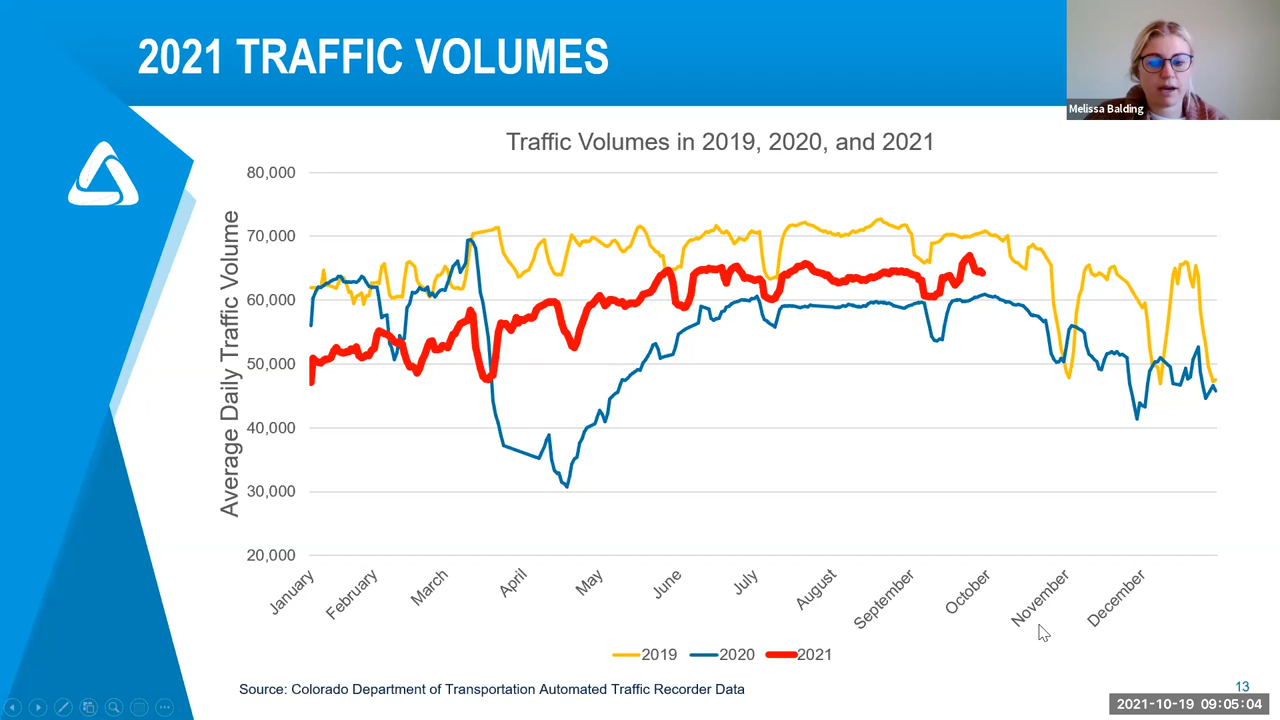 2021 TRAFFIC VOLUMES
Melissa Balding
Traffic Volumes in 2019, 2020, and 2021
Average Daily Traffic Volume
80,000
70,000
60,000
50,000
40,000
30,000
20,000
January
February
March
April
May
June
July
August
September
October
November
December
2019
2020
2021
Source: Colorado Department of Transportation Automated Traffic Recorder Data
13
2021-10-19 09:05:04